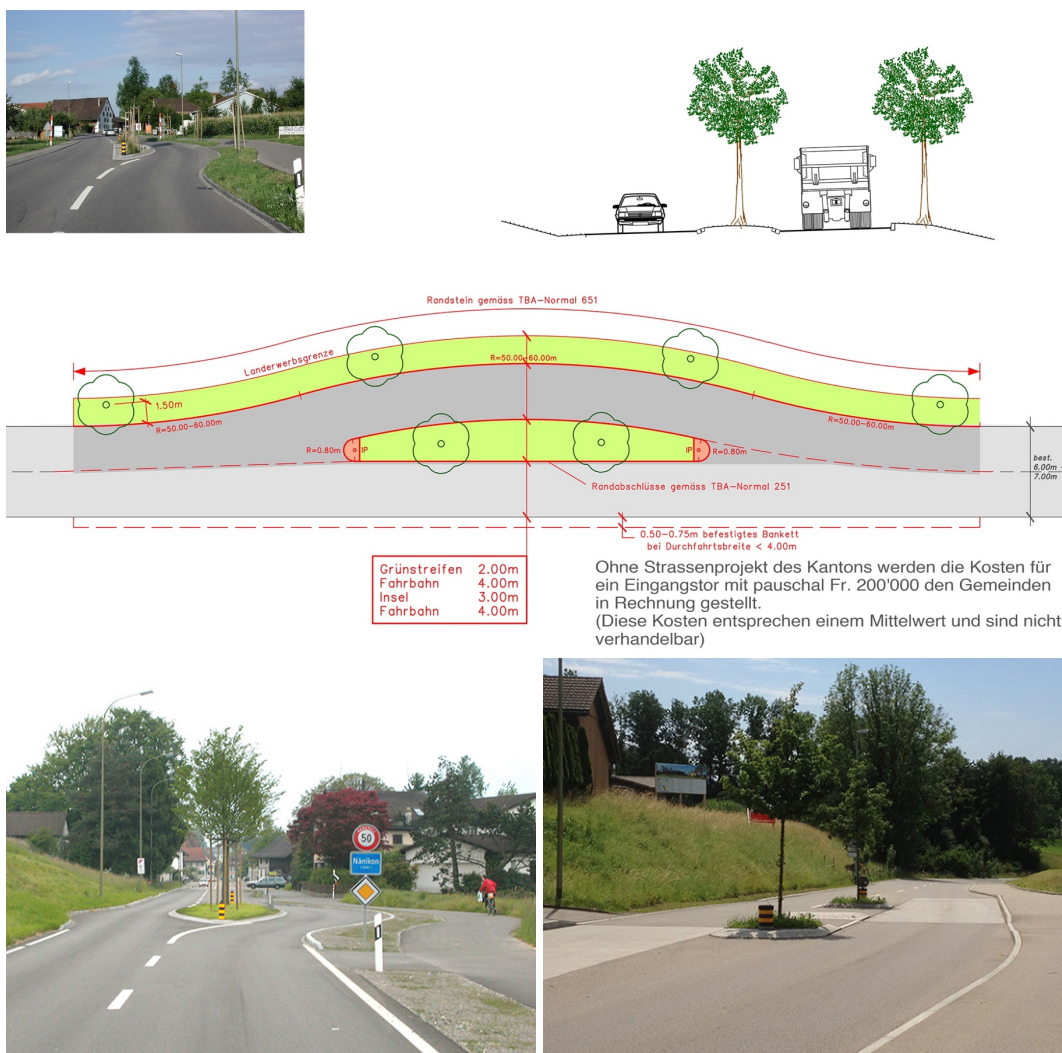 Randstein gemäss TBA-Normal 651
Landerwerbsgrenze
R=50.00-60.00m
1.50m
R=50.00-60.00m
R=50.00-60.00m
R=0.80m
IP
IP
R=0.80m
best.
6.00m -
7.00m
Randabschlüsse gemäss TBA-Normal 251
0.50-0.75m befestigtes Bankett
bei Durchfahrtsbreite < 4.00m
Grünstreifen 2.00m
Fahrbahn 4.00m
Insel 3.00m
Fahrbahn 4.00m
Ohne Strassenprojekt des Kantons werden die Kosten für
ein Eingangstor mit pauschal Fr. 200'000 den Gemeinden
in Rechnung gestellt.
(Diese Kosten entsprechen einem Mittelwert und sind nicht
verhandelbar)
50
Nänikon